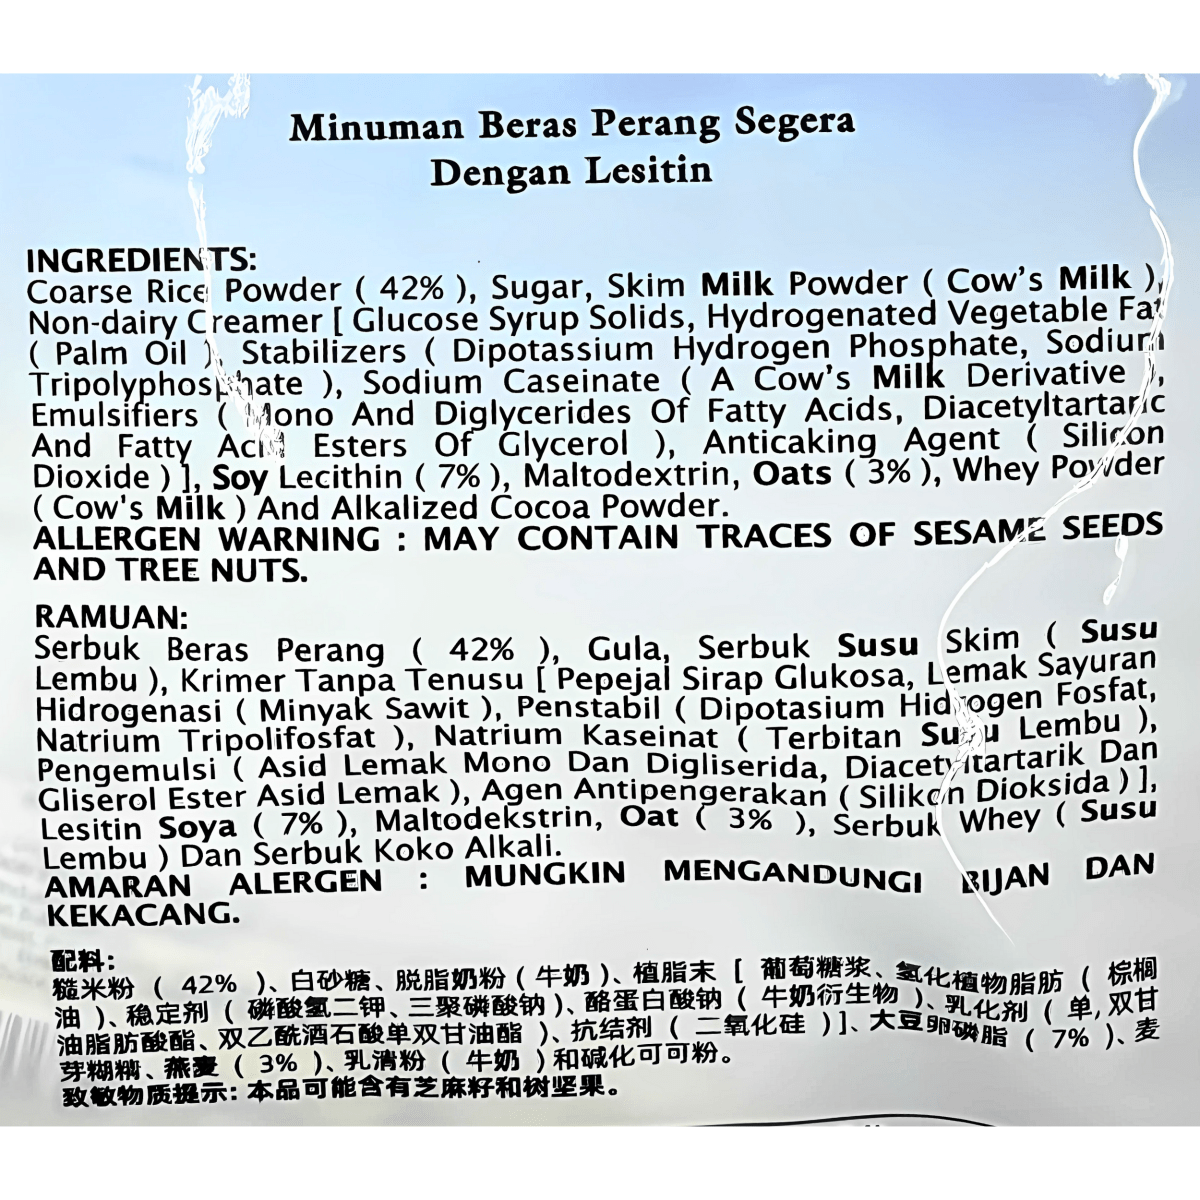 Minuman Beras Perang Segera
Dengan Lesitin
INGREDIENTS:
Coarse Rice Powder ( 42% ), Sugar, Skim Milk Powder ( Cow's Milk ),
Non-dairy Creamer [ Glucose Syrup Solids, Hydrogenated Vegetable Fat
( Palm Oil ), Stabilizers ( Dipotassium Hydrogen Phosphate, Sodium
Tripolyphosphate ), Sodium Caseinate ( A Cow's Milk Derivative ),
Emulsifiers ( Mono And Diglycerides Of Fatty Acids, Diacetyltartaric
And Fatty Acid Esters Of Glycerol ), Anticaking Agent ( Silicon
Dioxide ) ], Soy Lecithin ( 7% ), Maltodextrin, Oats ( 3% ), Whey Powder
( Cow's Milk ) And Alkalized Cocoa Powder.
ALLERGEN WARNING : MAY CONTAIN TRACES OF SESAME SEEDS
AND TREE NUTS.
RAMUAN:
Serbuk Beras Perang ( 42% ), Gula, Serbuk Susu Skim ( Susu
Lembu ), Krimer Tanpa Tenusu [ Pepejal Sirap Glukosa, Lemak Sayuran
Hidrogenasi ( Minyak Sawit ), Penstabil ( Dipotasium Hidrogen Fosfat,
Natrium Tripolifosfat ), Natrium Kaseinat ( Terbitan Susu Lembu ),
Pengemulsi ( Asid Lemak Mono Dan Digliserida, Diacetyltartarik Dan
Gliserol Ester Asid Lemak ), Agen Antipengerakan ( Silikon Dioksida ) ],
Lesitin Soya ( 7% ), Maltodekstrin, Oat ( 3% ), Serbuk Whey ( Susu
Lembu ) Dan Serbuk Koko Alkali.
AMARAN ALERGEN : MUNGKIN MENGANDUNGI BIJAN DAN
KEKACANG.
配料:
糙米粉 ( 42% )、白砂糖、脱脂奶粉 ( 牛奶 )、植脂末 [ 葡萄糖浆、氢化植物脂肪 ( 棕榈
油 )、稳定剂 ( 磷酸氢二钾、三聚磷酸钠 )、酪蛋白酸钠 ( 牛奶衍生物 )、乳化剂 ( 单,双甘
油脂肪酸酯、双乙酰酒石酸单双甘油酯 )、抗结剂 ( 二氧化硅 ) ]、大豆卵磷脂 ( 7% )、麦
芽糊精、燕麦 ( 3% )、乳清粉 ( 牛奶 ) 和碱化可可粉。
致敏物质提示: 本品可能含有芝麻籽和树坚果。